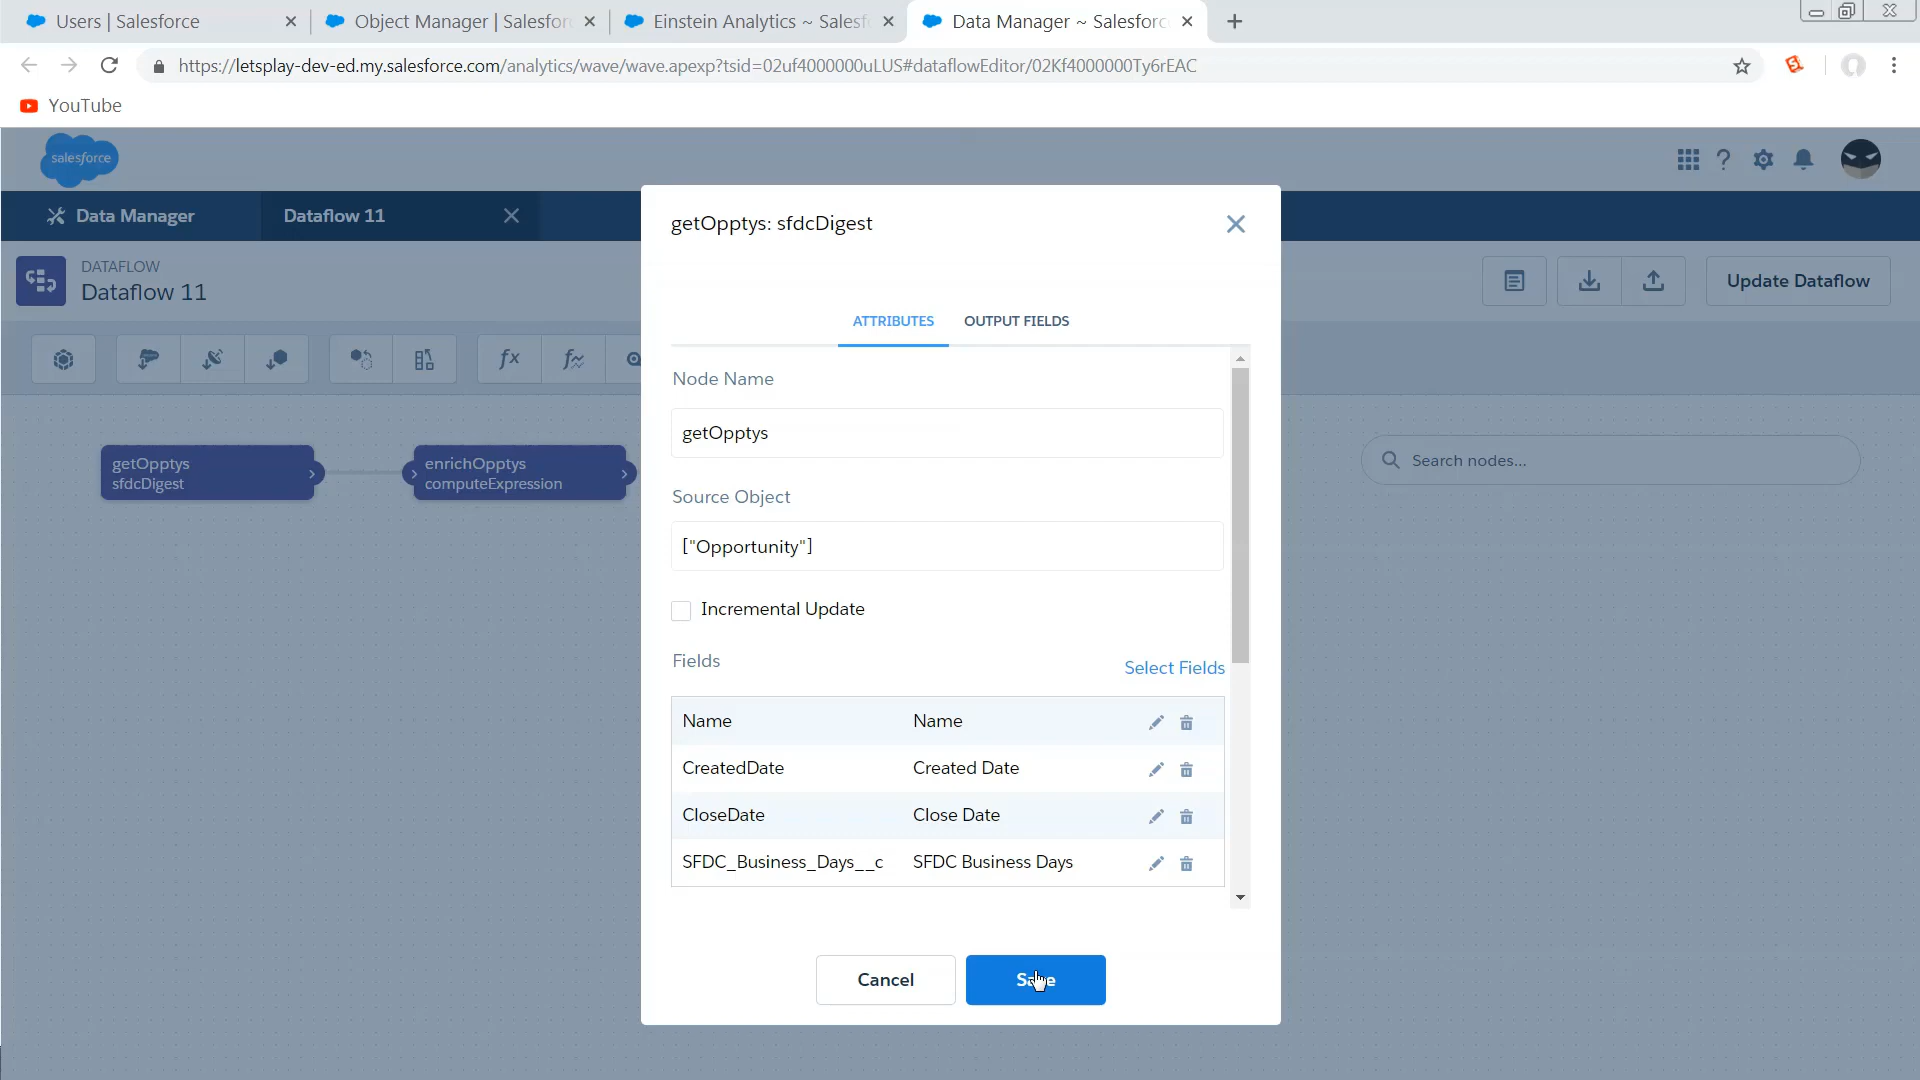 Users | Salesforce
Object Manager | Salesfor
Einstein Analytics ~ Salesf
Data Manager ~ Salesforc
https://letsplay-dev-ed.my.salesforce.com/analytics/wave/wave.apexp?tsid=02uf4000000uLUS#dataflowEditor/02Kf4000000Ty6rEAC
YouTube
salesforce
Data Manager
Dataflow 11
DATAFLOW
Dataflow 11
Update Dataflow
getOpptys
sfdcDigest
enrichOpptys
computeExpression
Search nodes...
getOpptys: sfdcDigest
ATTRIBUTES
OUTPUT FIELDS
Node Name
getOpptys
Source Object
["Opportunity"]
Incremental Update
Fields
Select Fields
Name Name
CreatedDate Created Date
CloseDate Close Date
SFDC_Business_Days__c SFDC Business Days
Cancel
Save